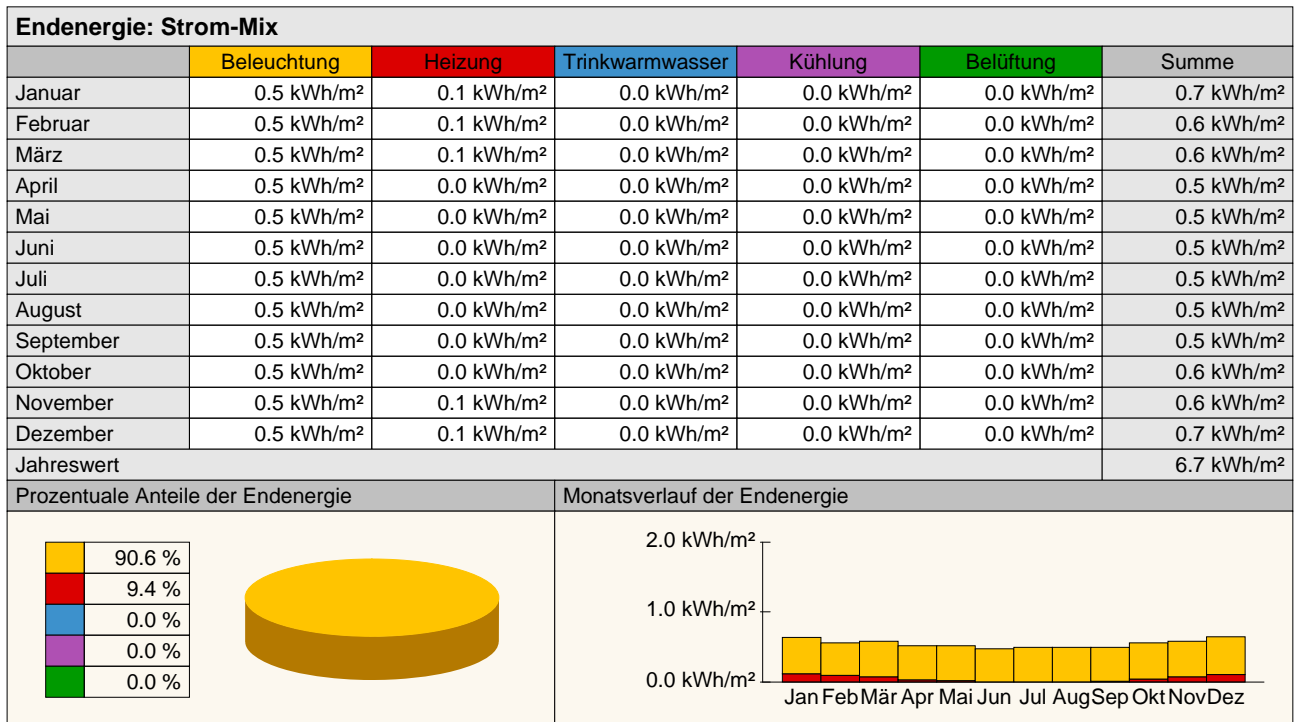 Endenergie: Strom-Mix
Beleuchtung Heizung Trinkwarmwasser Kühlung Belüftung Summe
Januar 0.5 kWh/m² 0.1 kWh/m² 0.0 kWh/m² 0.0 kWh/m² 0.0 kWh/m² 0.7 kWh/m²
Februar 0.5 kWh/m² 0.1 kWh/m² 0.0 kWh/m² 0.0 kWh/m² 0.0 kWh/m² 0.6 kWh/m²
März 0.5 kWh/m² 0.1 kWh/m² 0.0 kWh/m² 0.0 kWh/m² 0.0 kWh/m² 0.6 kWh/m²
April 0.5 kWh/m² 0.0 kWh/m² 0.0 kWh/m² 0.0 kWh/m² 0.0 kWh/m² 0.5 kWh/m²
Mai 0.5 kWh/m² 0.0 kWh/m² 0.0 kWh/m² 0.0 kWh/m² 0.0 kWh/m² 0.5 kWh/m²
Juni 0.5 kWh/m² 0.0 kWh/m² 0.0 kWh/m² 0.0 kWh/m² 0.0 kWh/m² 0.5 kWh/m²
Juli 0.5 kWh/m² 0.0 kWh/m² 0.0 kWh/m² 0.0 kWh/m² 0.0 kWh/m² 0.5 kWh/m²
August 0.5 kWh/m² 0.0 kWh/m² 0.0 kWh/m² 0.0 kWh/m² 0.0 kWh/m² 0.5 kWh/m²
September 0.5 kWh/m² 0.0 kWh/m² 0.0 kWh/m² 0.0 kWh/m² 0.0 kWh/m² 0.5 kWh/m²
Oktober 0.5 kWh/m² 0.0 kWh/m² 0.0 kWh/m² 0.0 kWh/m² 0.0 kWh/m² 0.6 kWh/m²
November 0.5 kWh/m² 0.1 kWh/m² 0.0 kWh/m² 0.0 kWh/m² 0.0 kWh/m² 0.6 kWh/m²
Dezember 0.5 kWh/m² 0.1 kWh/m² 0.0 kWh/m² 0.0 kWh/m² 0.0 kWh/m² 0.7 kWh/m²
Jahreswert 6.7 kWh/m²
Prozentuale Anteile der Endenergie
90.6 %
9.4 %
0.0 %
0.0 %
0.0 %
Monatsverlauf der Endenergie
2.0 kWh/m²
1.0 kWh/m²
0.0 kWh/m²
Jan Feb Mär Apr Mai Jun Jul Aug Sep Okt Nov Dez